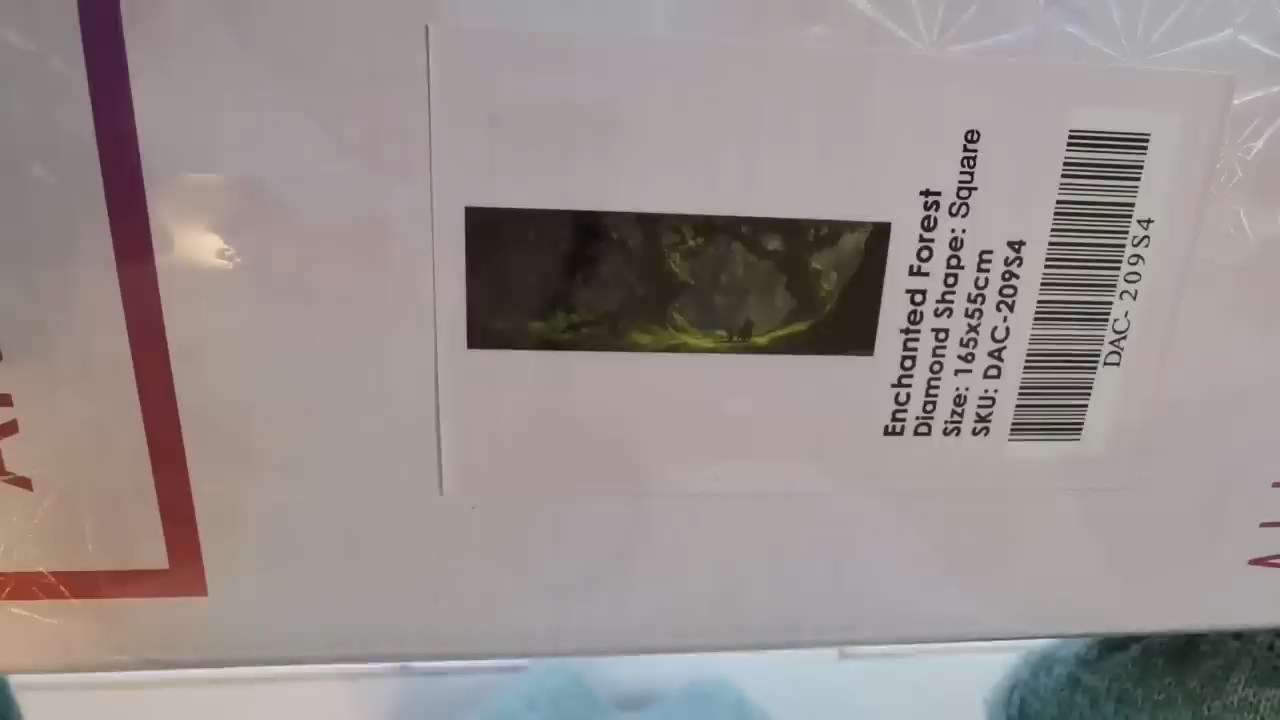 Enchanted Forest
Diamond Shape: Square
Size: 165x55cm
SKU: DAC-209S4
DAC- 209S4